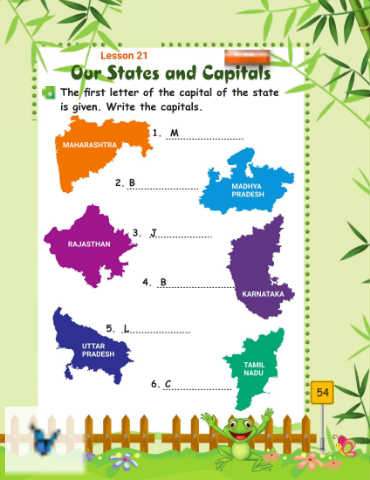 Lesson 21
Our States and Capitals
The first letter of the capital of the state
is given. Write the capitals.
1. M
MAHARASHTRA
2. B
MADHYA
PRADESH
RAJASTHAN
3. J
4. B
KARNATAKA
5. L
UTTAR
PRADESH
TAMIL
NADU
6. C
54